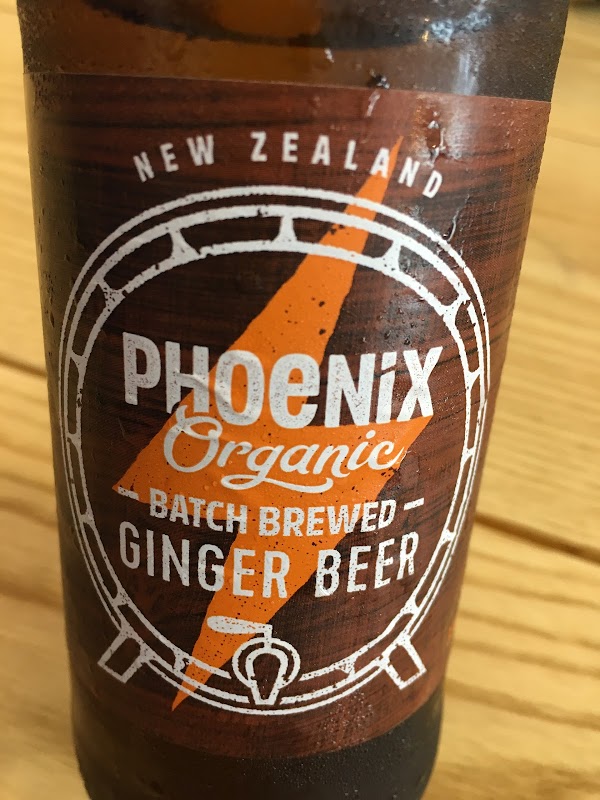 NEW ZEALAND
PHOeNiX
Organic
- BATCH BREWED -
GINGER BEER